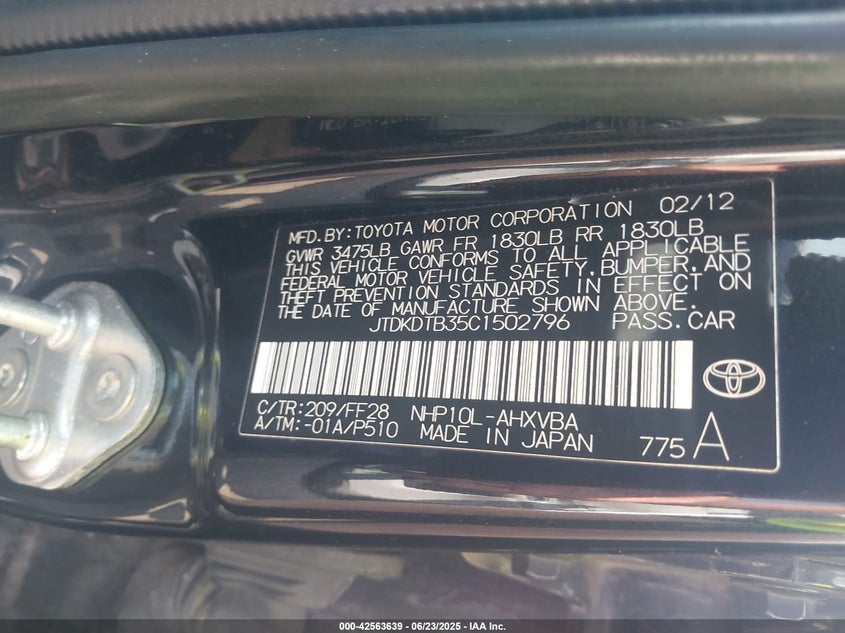 MFD.BY:TOYOTA MOTOR CORPORATION 02/12
GVWR 3475LB GAWR FR 1830LB RR 1830LB
THIS VEHICLE CONFORMS TO ALL APPLICABLE
FEDERAL MOTOR VEHICLE SAFETY,BUMPER,AND
THEFT PREVENTION STANDARDS IN EFFECT ON
THE DATE OF MANUFACTURE SHOWN ABOVE.
JTDKDTB35C1502796 PASS.CAR
C/TR:209/FF28 NHP10L-AHXVBA
A/TM:-01A/P510 MADE IN JAPAN
775 A
000-42563639 - 06/23/2025 - IAA Inc.